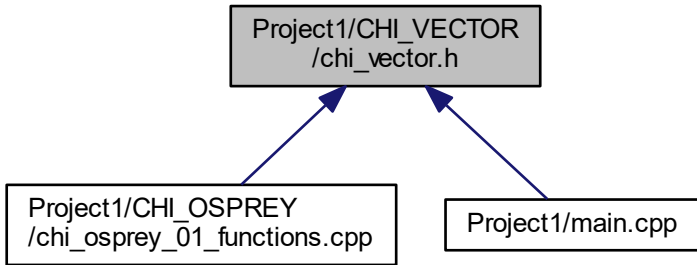 Project1/CHI_VECTOR
/chi_vector.h
Project1/CHI_OSPREY
/chi_osprey_01_functions.cpp
Project1/main.cpp